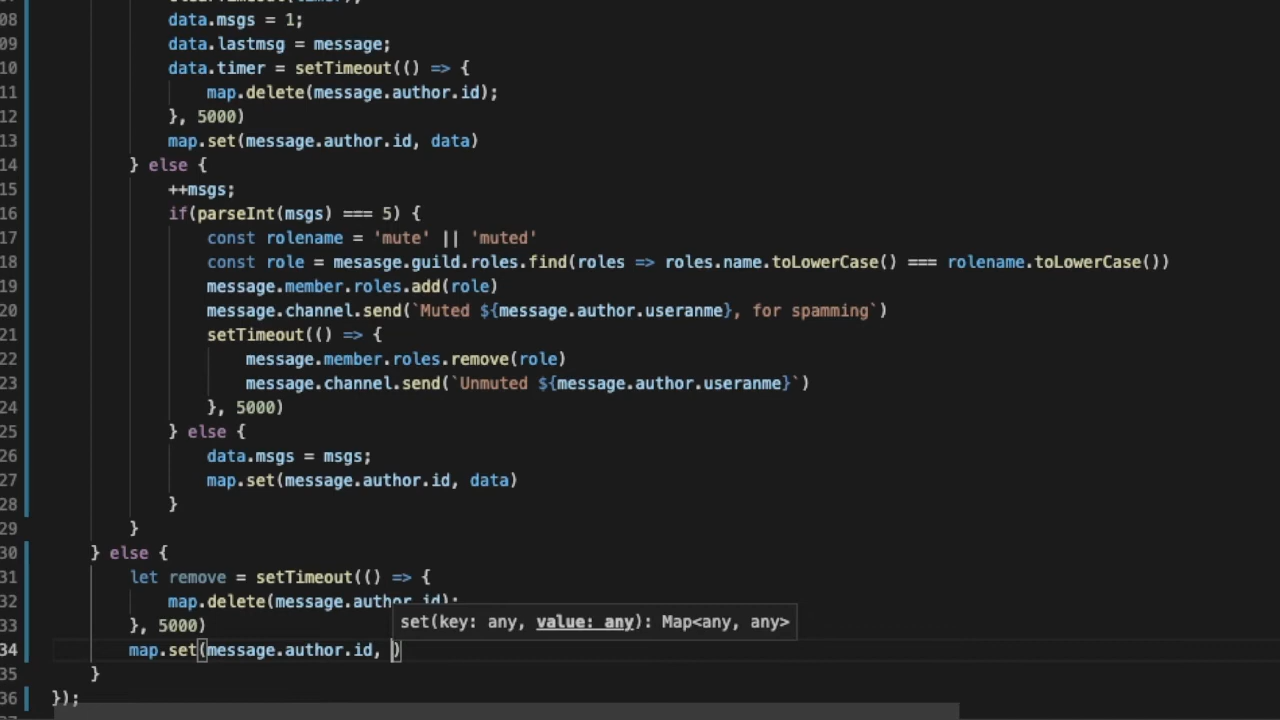 08 data.msgs = 1;
09 data.lastmsg = message;
10 data.timer = setTimeout(() => {
11 map.delete(message.author.id);
12 }, 5000)
13 map.set(message.author.id, data)
14 } else {
15 ++msgs;
16 if(parseInt(msgs) === 5) {
17 const rolename = 'mute' || 'muted'
18 const role = mesasge.guild.roles.find(roles => roles.name.toLowerCase() === rolename.toLowerCase())
19 message.member.roles.add(role)
20 message.channel.send(`Muted ${message.author.useranme}, for spamming`)
21 setTimeout(() => {
22 message.member.roles.remove(role)
23 message.channel.send(`Unmuted ${message.author.useranme}`)
24 }, 5000)
25 } else {
26 data.msgs = msgs;
27 map.set(message.author.id, data)
28 }
29 }
30 } else {
31 let remove = setTimeout(() => {
32 map.delete(message.author.id);
set(key: any, value: any): Map<any, any>
33 }, 5000)
34 map.set(message.author.id, )
35 }
36 });